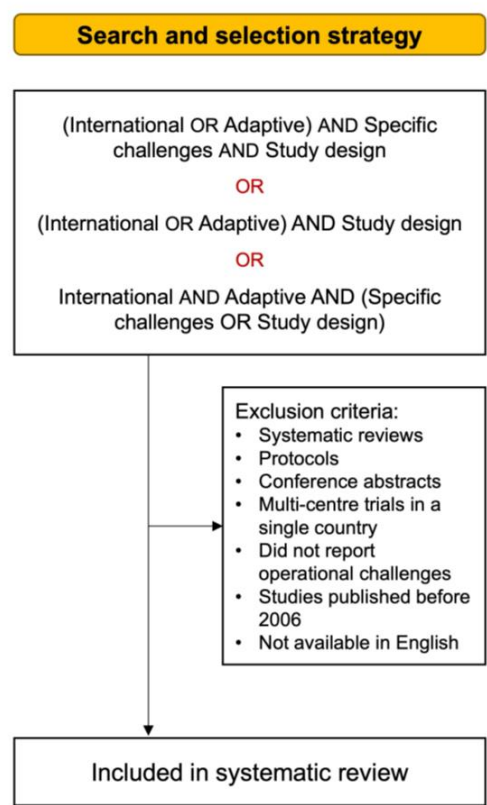 Search and selection strategy
(International OR Adaptive) AND Specific
challenges AND Study design
OR
(International OR Adaptive) AND Study design
OR
International AND Adaptive AND (Specific
challenges OR Study design)
Exclusion criteria:
• Systematic reviews
• Protocols
• Conference abstracts
• Multi-centre trials in a
single country
• Did not report
operational challenges
• Studies published before
2006
• Not available in English
Included in systematic review